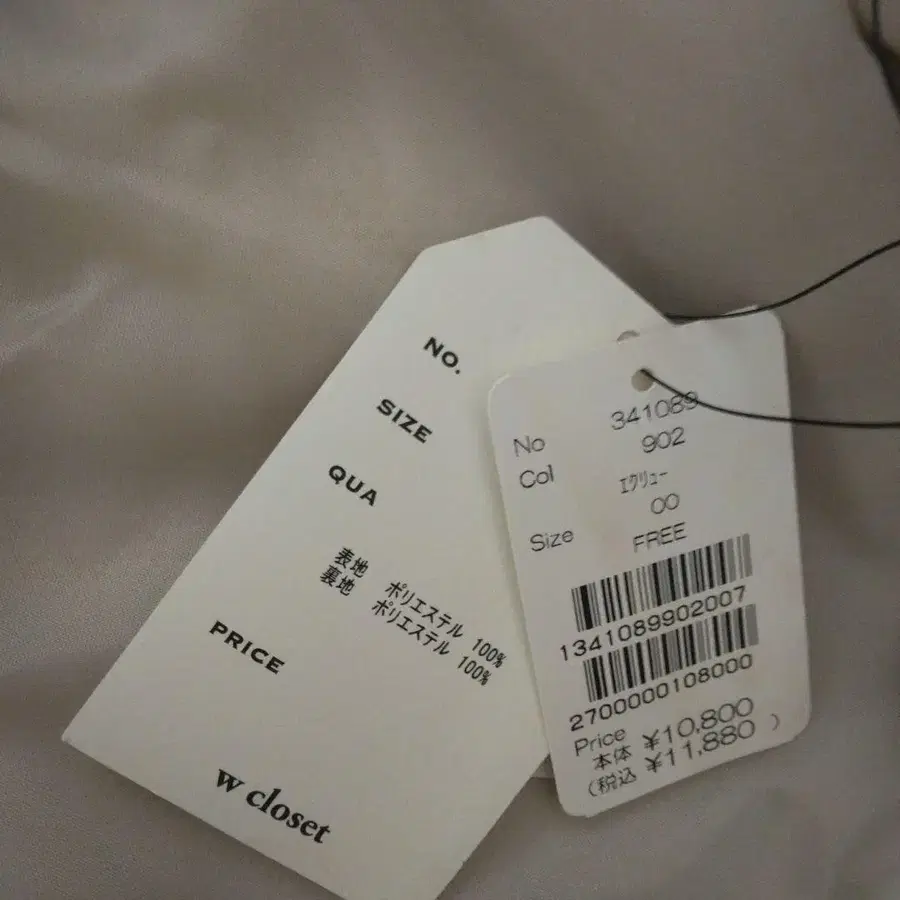 NO.
SIZE
QUA
表地 ポリエステル 100%
裏地 ポリエステル 100%
PRICE
w closet
No 341089
Col 902
ｴｸﾘｭｰ
Size 00
FREE
1341089902007
2700000108000
Price 本体 ¥10,800
(税込 ¥11,880 )